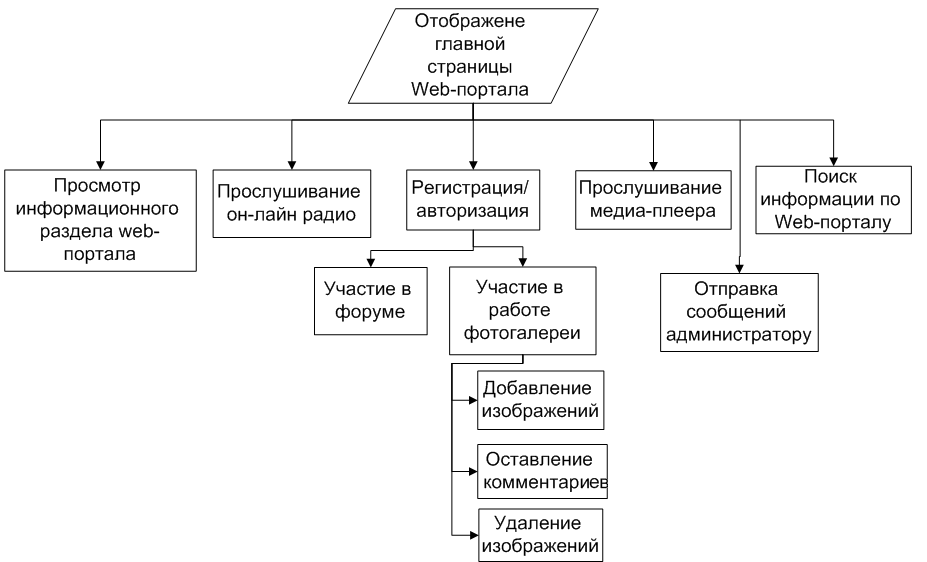 Отображене
главной
страницы
Web-портала
Просмотр
информационного
раздела web-
портала
Прослушивание
он-лайн радио
Регистрация/
авторизация
Прослушивание
медиа-плеера
Поиск
информации по
Web-порталу
Участие в
форуме
Участие в
работе
фотогалереи
Отправка
сообщений
администратору
Добавление
изображений
Оставление
комментариев
Удаление
изображений